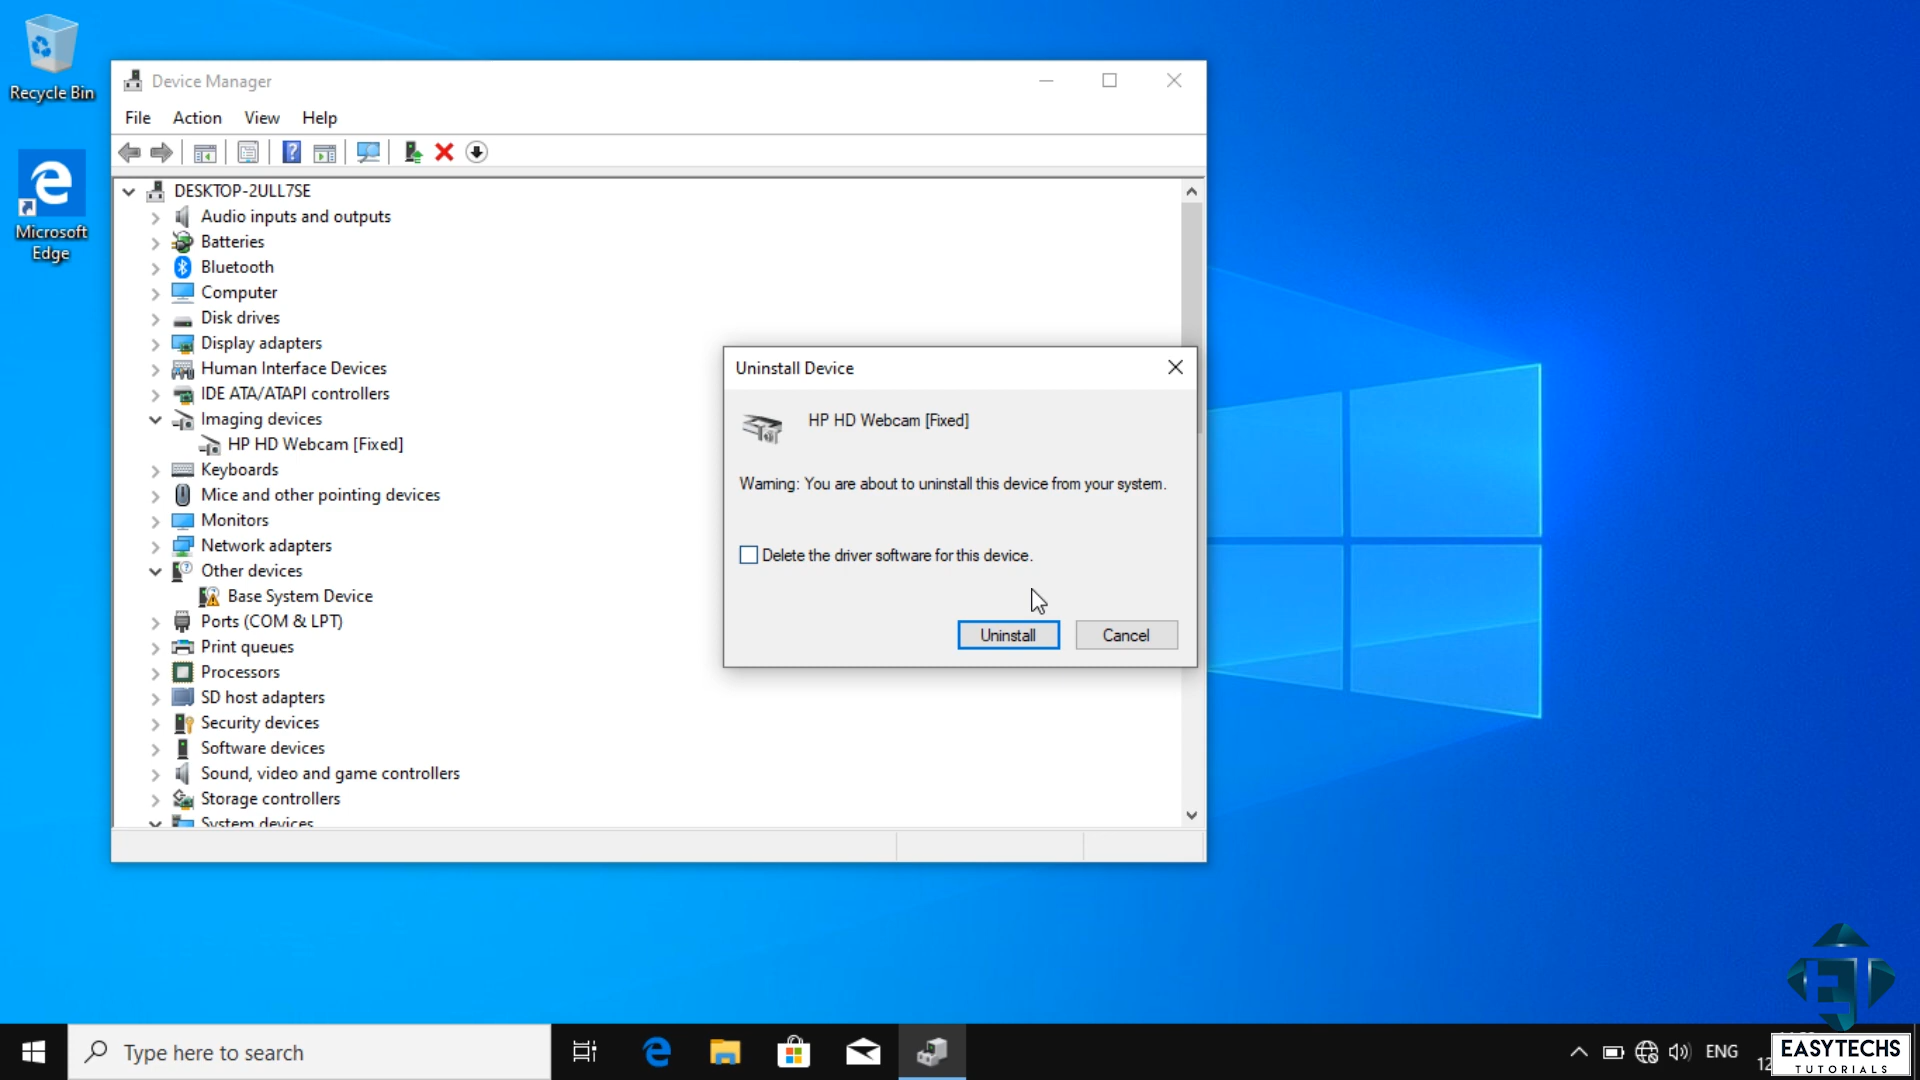 Recycle Bin
Microsoft
Edge
Device Manager
File Action View Help
DESKTOP-2ULL7SE
Audio inputs and outputs
Batteries
Bluetooth
Computer
Disk drives
Display adapters
Human Interface Devices
IDE ATA/ATAPI controllers
Imaging devices
HP HD Webcam [Fixed]
Keyboards
Mice and other pointing devices
Monitors
Network adapters
Other devices
Base System Device
Ports (COM & LPT)
Print queues
Processors
SD host adapters
Security devices
Software devices
Sound, video and game controllers
Storage controllers
System devices
Uninstall Device
HP HD Webcam [Fixed]
Warning: You are about to uninstall this device from your system.
Delete the driver software for this device.
Uninstall Cancel
Type here to search
ENG
EASYTECHS
TUTORIALS